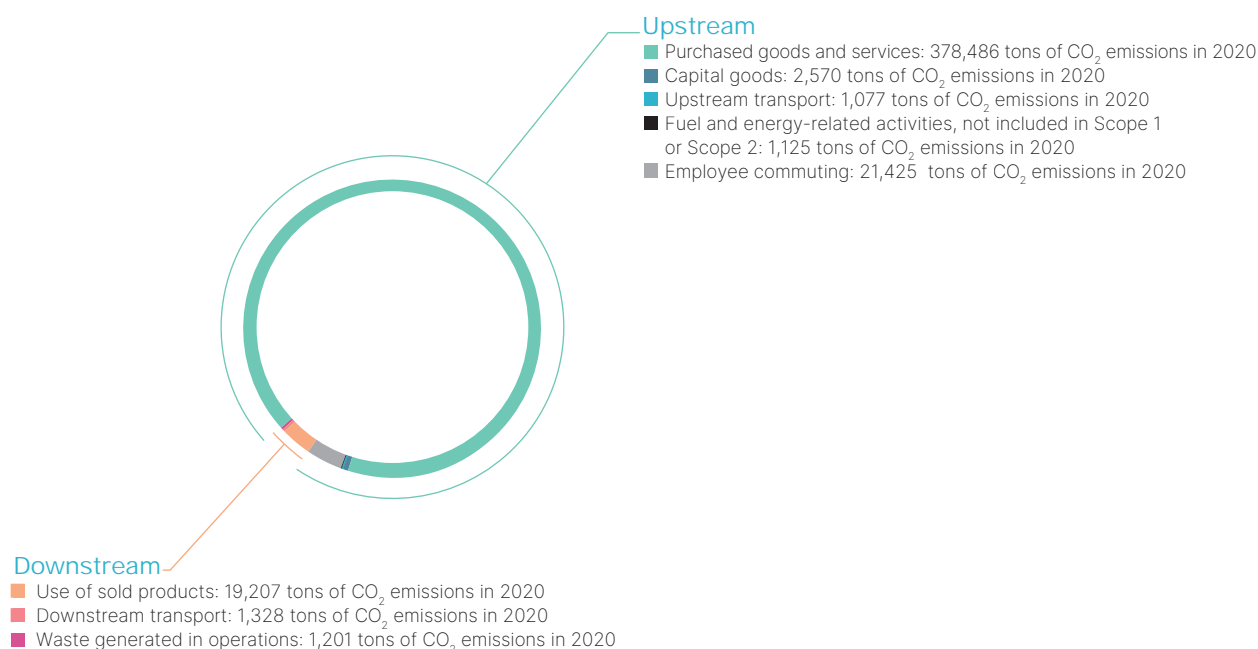 Upstream
Purchased goods and services: 378,486 tons of CO₂ emissions in 2020
Capital goods: 2,570 tons of CO₂ emissions in 2020
Upstream transport: 1,077 tons of CO₂ emissions in 2020
Fuel and energy-related activities, not included in Scope 1
or Scope 2: 1,125 tons of CO₂ emissions in 2020
Employee commuting: 21,425 tons of CO₂ emissions in 2020
Downstream
Use of sold products: 19,207 tons of CO₂ emissions in 2020
Downstream transport: 1,328 tons of CO₂ emissions in 2020
Waste generated in operations: 1,201 tons of CO₂ emissions in 2020